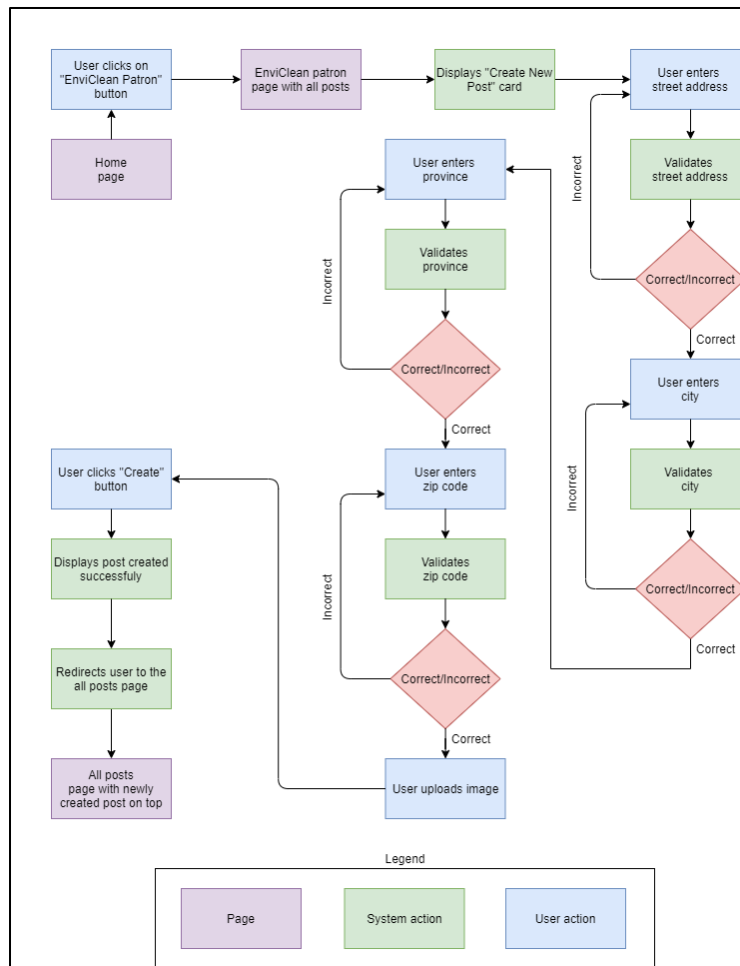 User clicks on
"EnviClean Patron"
button
EnviClean patron
page with all posts
Displays "Create New
Post" card
User enters
street address
Home
page
User enters
province
Validates
street address
Incorrect
Validates
province
Incorrect
Correct/Incorrect
Correct
Correct/Incorrect
Correct
User enters
city
User clicks "Create"
button
User enters
zip code
Validates
city
Incorrect
Displays post created
successfuly
Validates
zip code
Incorrect
Correct/Incorrect
Correct
Redirects user to the
all posts page
Correct/Incorrect
Correct
All posts
page with newly
created post on top
User uploads image
Legend
Page
System action
User action